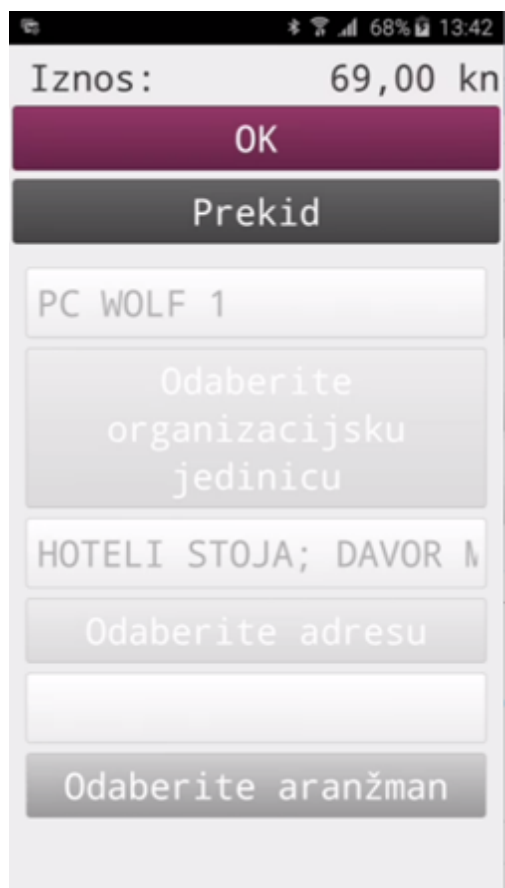 68% 13:42
Iznos: 69,00 kn
OK
Prekid
PC WOLF 1
Odaberite
organizacijsku
jedinicu
HOTELI STOJA; DAVOR
Odaberite adresu
Odaberite aranžman